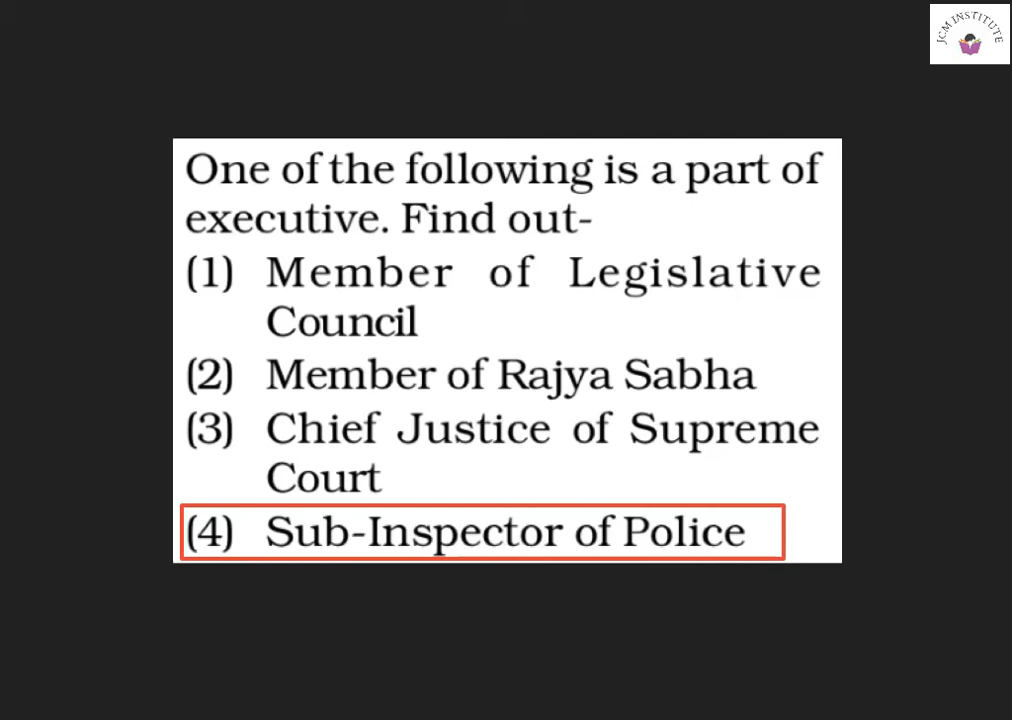 JCM INSTITUTE
One of the following is a part of
executive. Find out-
(1) Member of Legislative
Council
(2) Member of Rajya Sabha
(3) Chief Justice of Supreme
Court
(4) Sub-Inspector of Police